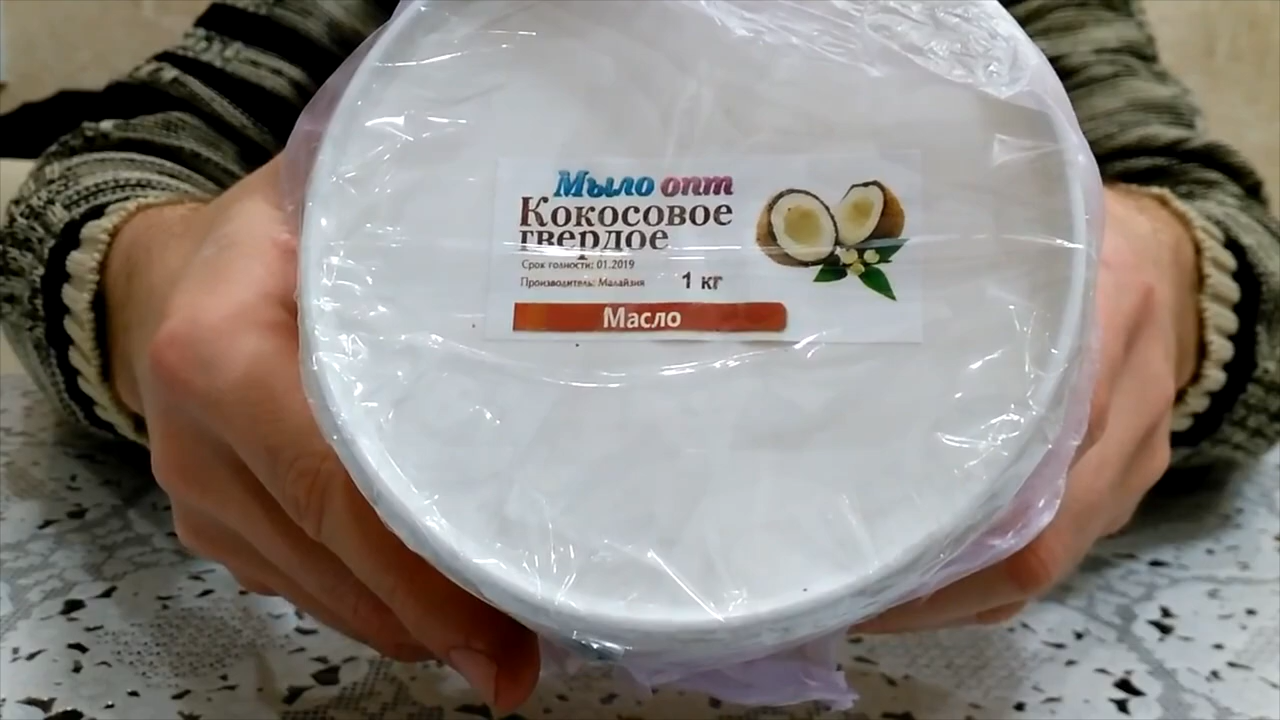 Мыло опт
Кокосовое
твердое
Срок годности: 01.2019
Производитель: Малайзия 1 кг
Масло